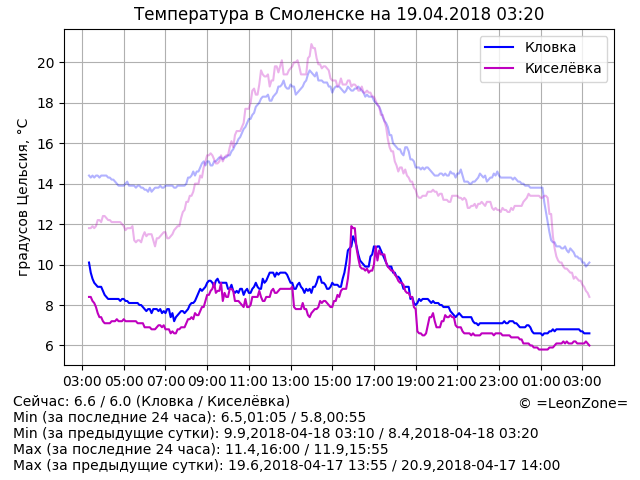 Температура в Смоленске на 19.04.2018 03:20
градусов Цельсия, °C
20
18
16
14
12
10
8
6
Кловка
Киселёвка
03:00 05:00 07:00 09:00 11:00 13:00 15:00 17:00 19:00 21:00 23:00 01:00 03:00
Сейчас: 6.6 / 6.0 (Кловка / Киселёвка)
© =LeonZone=
Min (за последние 24 часа): 6.5,01:05 / 5.8,00:55
Min (за предыдущие сутки): 9.9,2018-04-18 03:10 / 8.4,2018-04-18 03:20
Max (за последние 24 часа): 11.4,16:00 / 11.9,15:55
Max (за предыдущие сутки): 19.6,2018-04-17 13:55 / 20.9,2018-04-17 14:00